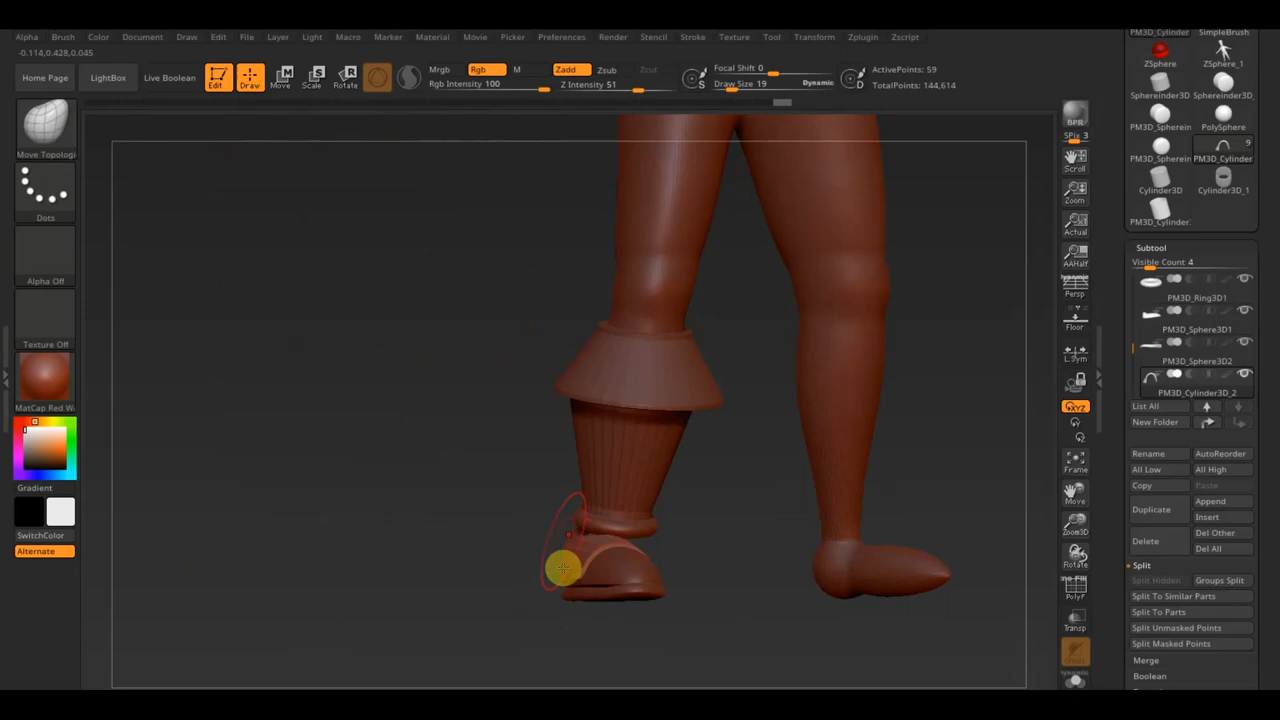 Alpha Brush Color Document Draw Edit File Layer Light Macro Marker Material Movie Picker Preferences Render Stencil Stroke Texture Tool Transform Zplugin Zscript
-0.114,0.428,0.045
Home Page LightBox Live Boolean Edit Draw Move Scale Rotate
Mrgb Rgb M Zadd Zsub Zcut
Rgb Intensity 100 Z Intensity 51
Focal Shift 0
Draw Size 19 Dynamic
ActivePoints: 59
TotalPoints: 144,614
Move Topologi
Dots
Alpha Off
Texture Off
MatCap Red Wa
Gradient
SwitchColor
Alternate
BPR
SPix 3
Scroll
Zoom
Actual
AAHalf
Persp
Floor
L.Sym
XYZ
Frame
Move
Zoom3D
Rotate
PolyF
Transp
PM3D_Cylinder SimpleBrush
ZSphere ZSphere_1
Sphereinder3D Sphereinder3D_
PM3D_Spherein PolySphere
9
PM3D_Spherein PM3D_Cylinder
Cylinder3D Cylinder3D_1
PM3D_Cylinder
Subtool
Visible Count 4
PM3D_Ring3D1
PM3D_Sphere3D1
PM3D_Sphere3D2
PM3D_Cylinder3D_2
List All
New Folder
Rename AutoReorder
All Low All High
Copy Paste
Duplicate Append
Insert
Delete Del Other
Del All
Split
Split Hidden Groups Split
Split To Similar Parts
Split To Parts
Split Unmasked Points
Split Masked Points
Merge
Boolean